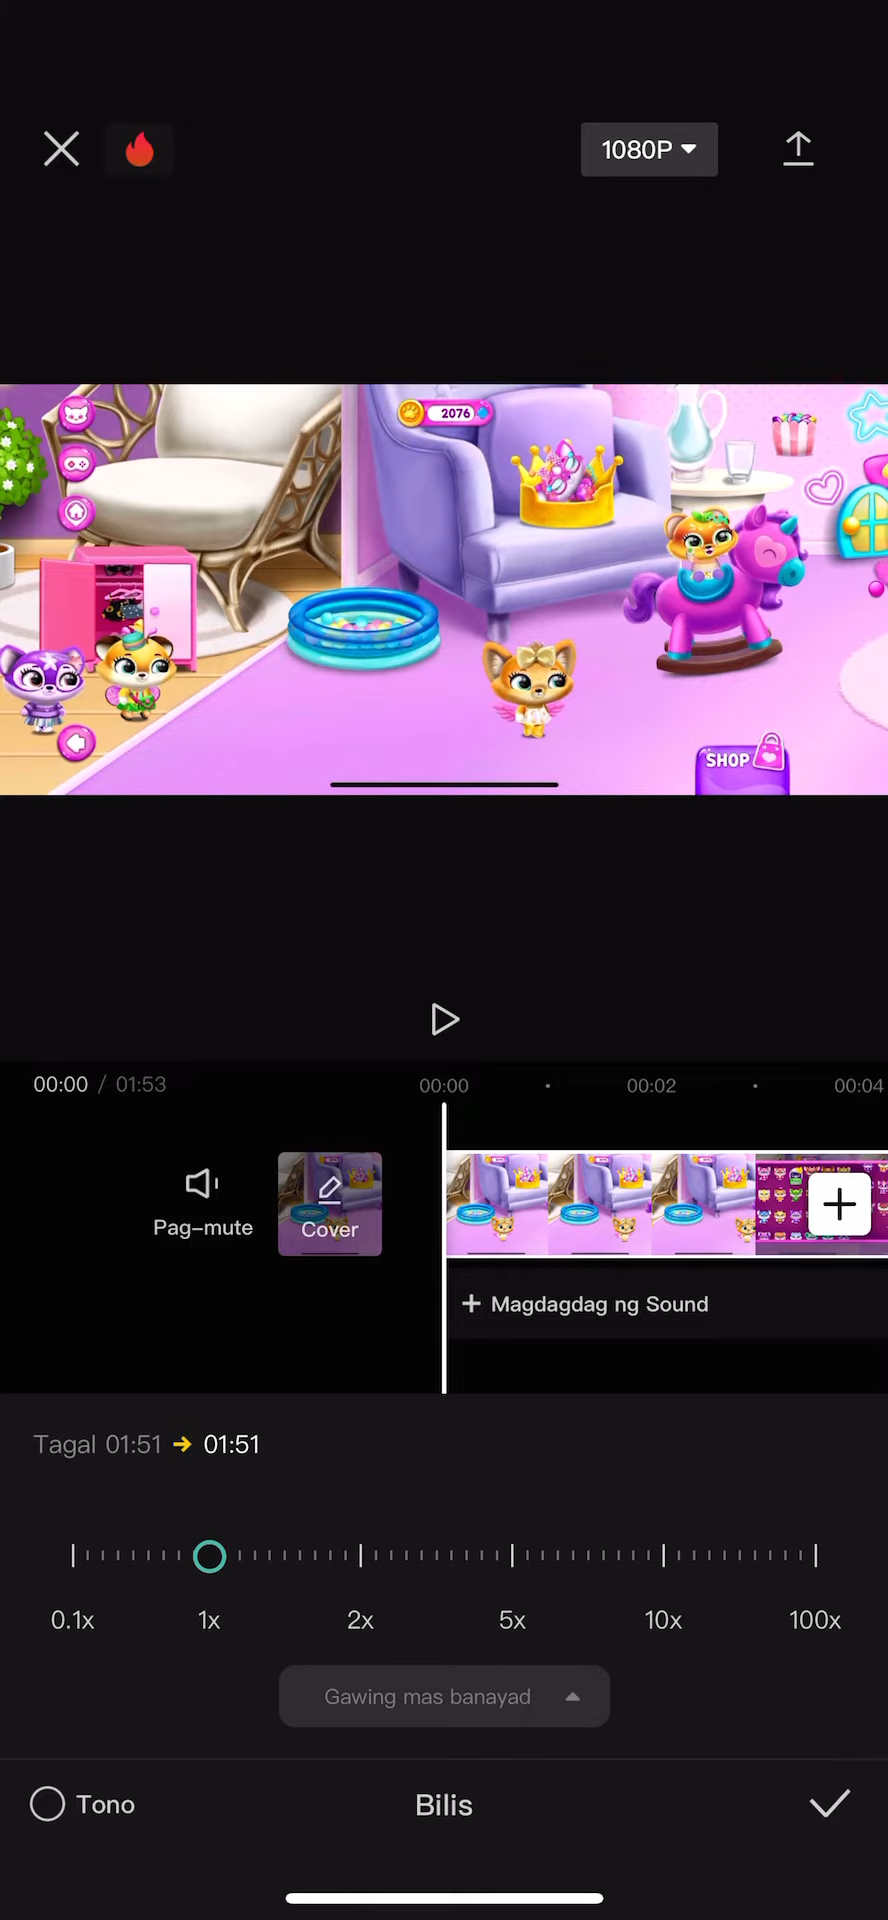 1080P
2076
SHOP
00:00 / 01:53
00:00
00:02
00:04
Pag-mute
Cover
Magdagdag ng Sound
Tagal 01:51 → 01:51
0.1x
1x
2x
5x
10x
100x
Gawing mas banayad
Tono
Bilis